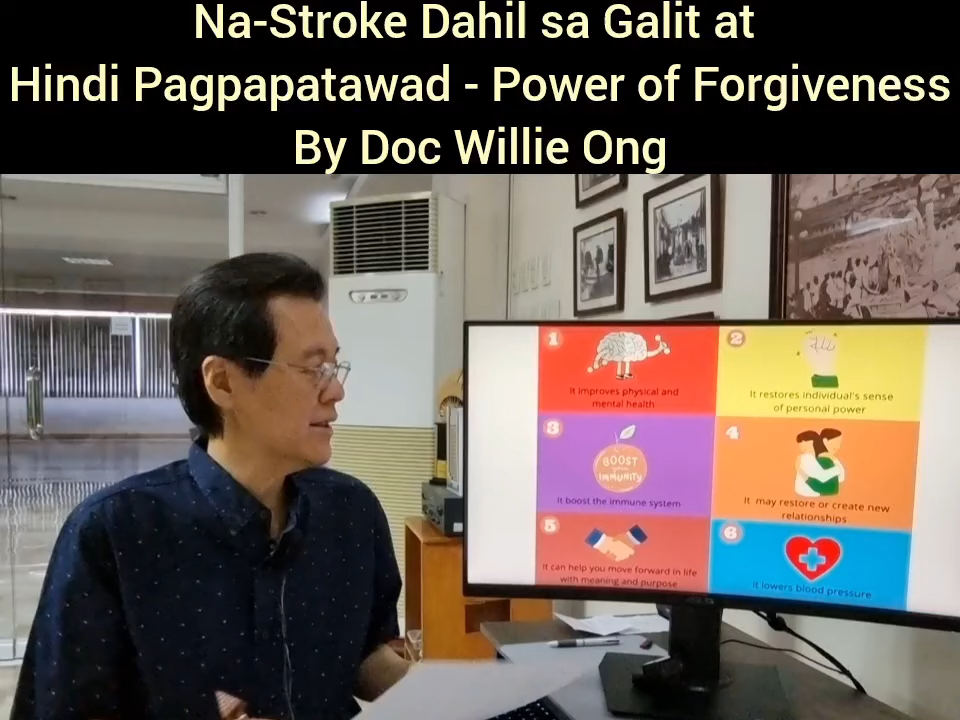 Na-Stroke Dahil sa Galit at
Hindi Pagpapatawad - Power of Forgiveness
By Doc Willie Ong
1
It improves physical and
mental health
2
It restores individual's sense
of personal power
3
BOOST
IMMUNITY
It boost the immune system
4
It may restore or create new
relationships
5
It can help you move forward in life
with meaning and purpose
6
It lowers blood pressure